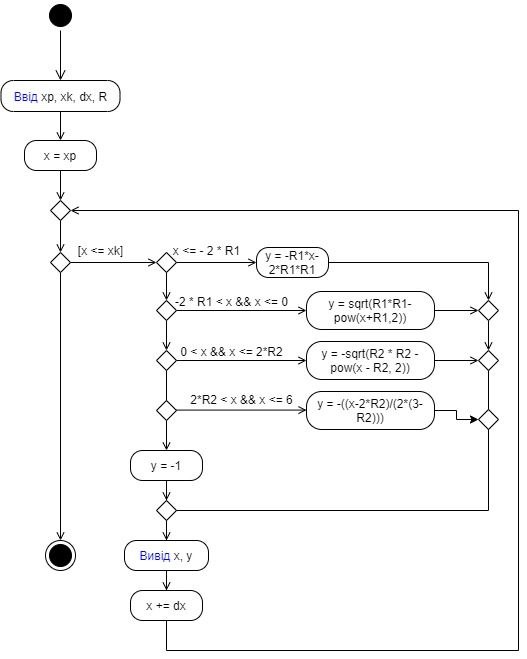 Ввід xp, xk, dx, R
x = xp
[x <= xk]
x <= - 2 * R1
y = -R1*x-
2*R1*R1
-2 * R1 < x && x <= 0
y = sqrt(R1*R1-
pow(x+R1,2))
0 < x && x <= 2*R2
y = -sqrt(R2 * R2 -
pow(x - R2, 2))
2*R2 < x && x <= 6
y = -((x-2*R2)/(2*(3-
R2)))
y = -1
Вивід x, y
x += dx